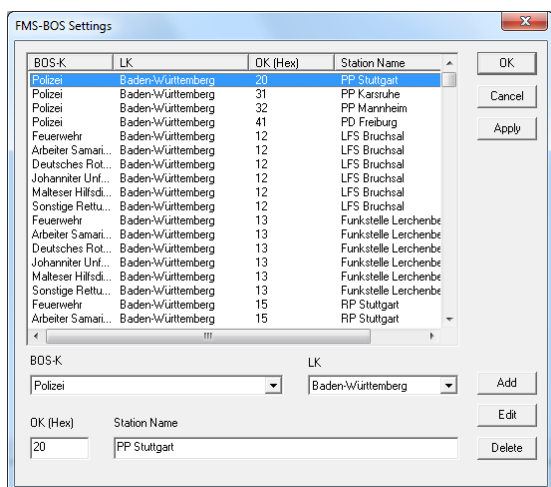 FMS-BOS Settings
BOS-K LK OK (Hex) Station Name
Polizei Baden-Württemberg 20 PP Stuttgart
Polizei Baden-Württemberg 31 PP Karsruhe
Polizei Baden-Württemberg 32 PP Mannheim
Polizei Baden-Württemberg 41 PD Freiburg
Feuerwehr Baden-Württemberg 12 LFS Bruchsal
Arbeiter Samari... Baden-Württemberg 12 LFS Bruchsal
Deutsches Rot... Baden-Württemberg 12 LFS Bruchsal
Johanniter Unf... Baden-Württemberg 12 LFS Bruchsal
Malteser Hilfsdi... Baden-Württemberg 12 LFS Bruchsal
Sonstige Rettu... Baden-Württemberg 12 LFS Bruchsal
Feuerwehr Baden-Württemberg 13 Funkstelle Lerchenbe
Arbeiter Samari... Baden-Württemberg 13 Funkstelle Lerchenbe
Deutsches Rot... Baden-Württemberg 13 Funkstelle Lerchenbe
Johanniter Unf... Baden-Württemberg 13 Funkstelle Lerchenbe
Malteser Hilfsdi... Baden-Württemberg 13 Funkstelle Lerchenbe
Sonstige Rettu... Baden-Württemberg 13 Funkstelle Lerchenbe
Feuerwehr Baden-Württemberg 15 RP Stuttgart
Arbeiter Samari... Baden-Württemberg 15 RP Stuttgart
OK
Cancel
Apply
BOS-K LK
Polizei Baden-Württemberg Add
Edit
OK (Hex) Station Name
20 PP Stuttgart Delete